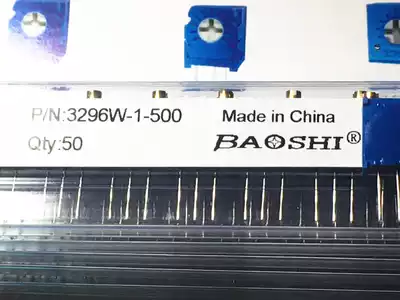 P/N:3296W-1-500
Made in China
Qty:50
BAOSHI®